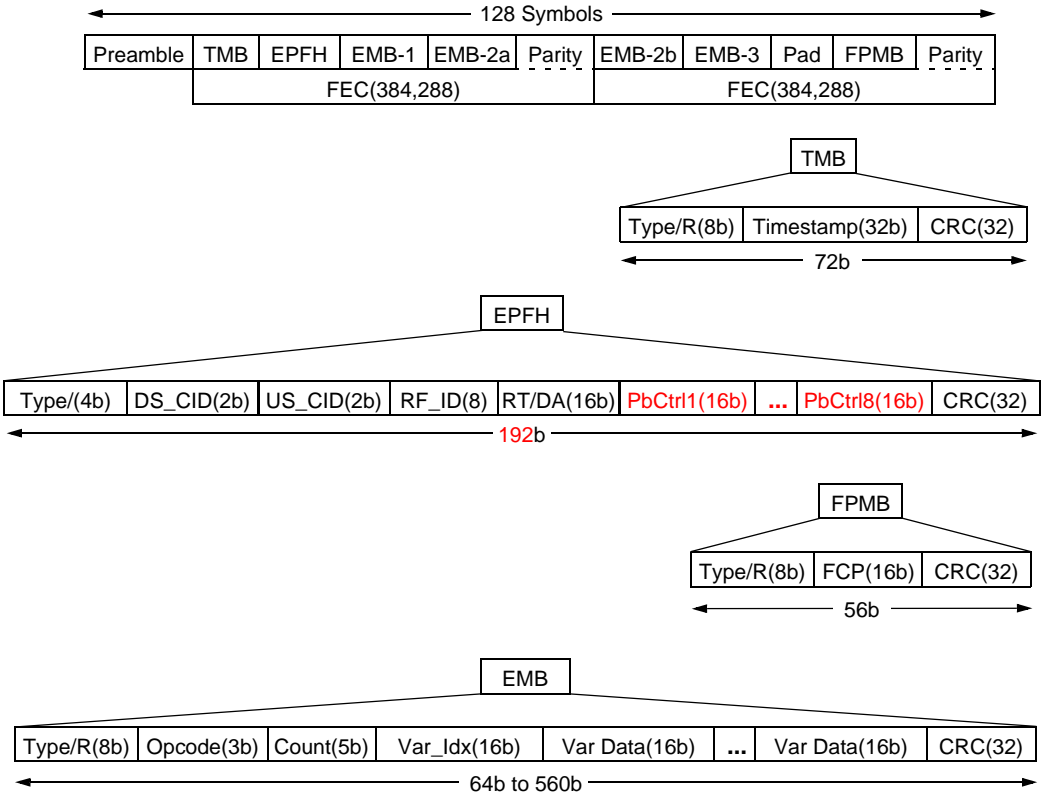 128 Symbols
Preamble TMB EPFH EMB-1 EMB-2a Parity EMB-2b EMB-3 Pad FPMB Parity
FEC(384,288) FEC(384,288)
TMB
Type/R(8b) Timestamp(32b) CRC(32)
72b
EPFH
Type/(4b) DS_CID(2b) US_CID(2b) RF_ID(8) RT/DA(16b) PbCtrl1(16b) ... PbCtrl8(16b) CRC(32)
192b
FPMB
Type/R(8b) FCP(16b) CRC(32)
56b
EMB
Type/R(8b) Opcode(3b) Count(5b) Var_Idx(16b) Var Data(16b) ... Var Data(16b) CRC(32)
64b to 560b